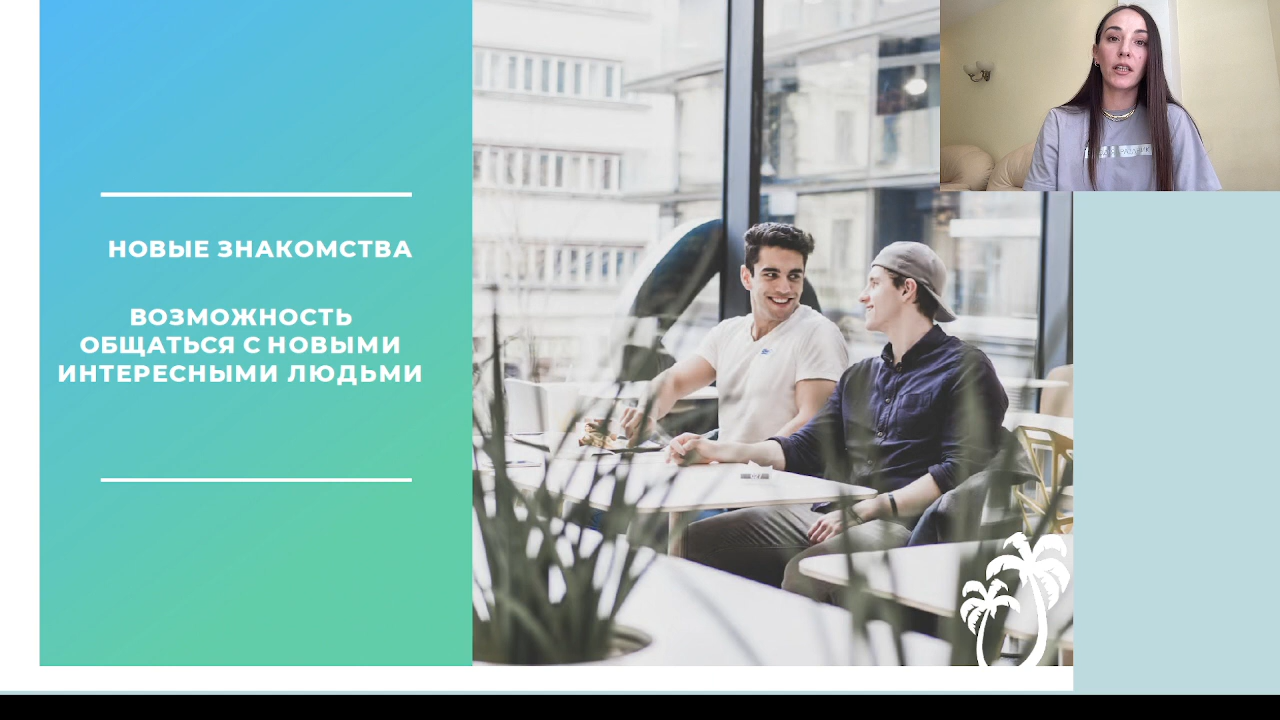 НОВЫЕ ЗНАКОМСТВА
ВОЗМОЖНОСТЬ
ОБЩАТЬСЯ С НОВЫМИ
ИНТЕРЕСНЫМИ ЛЮДЬМИ